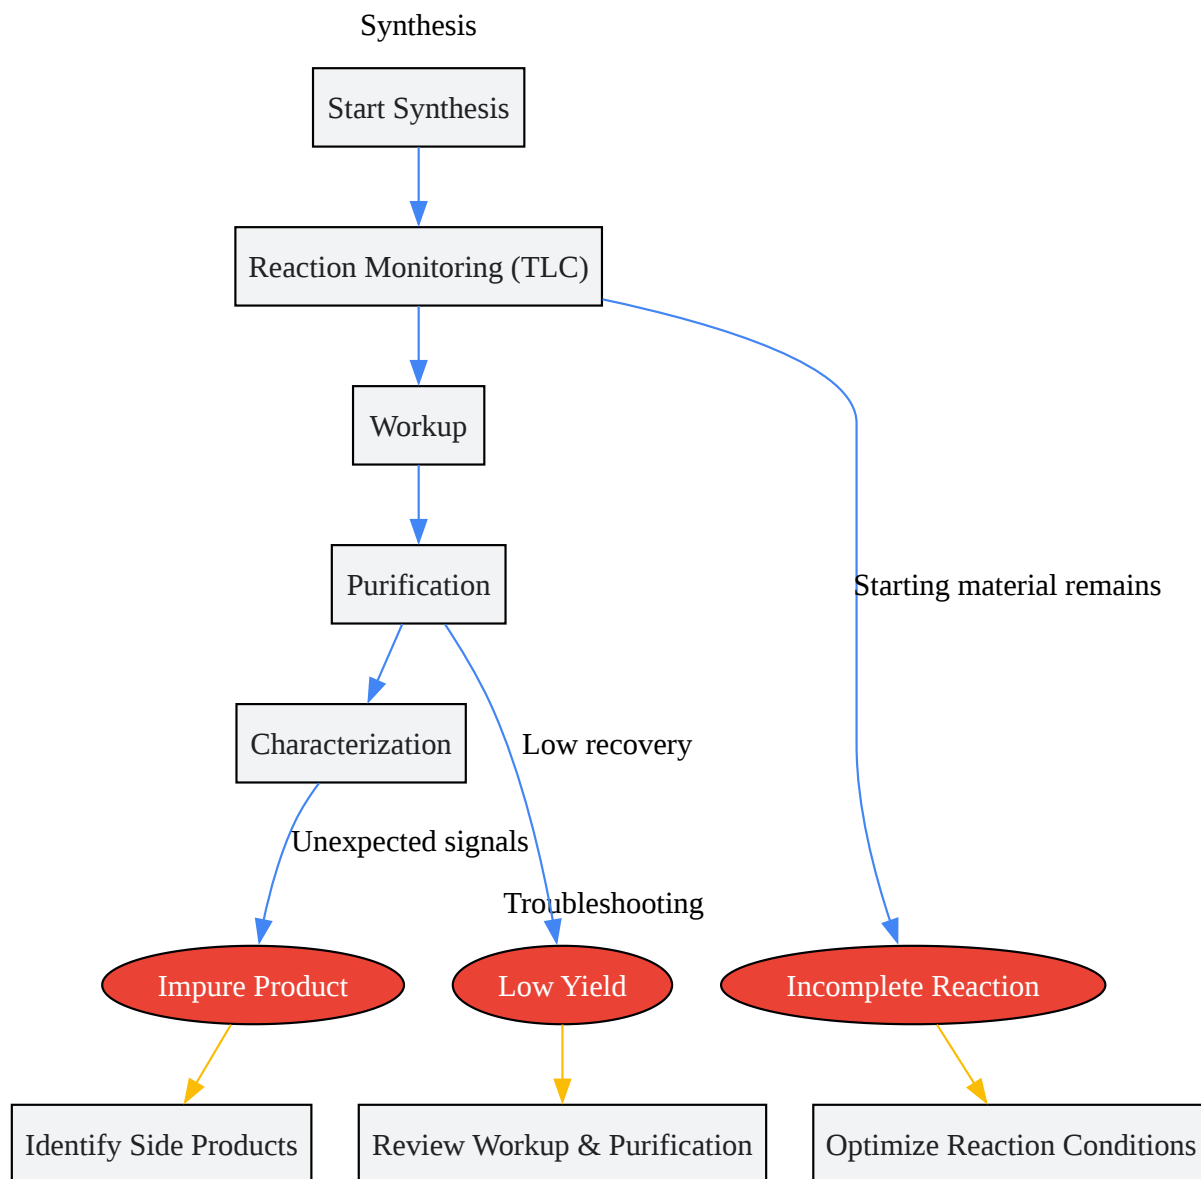 Synthesis
Start Synthesis
Reaction Monitoring (TLC)
Workup
Purification
Starting material remains
Characterization
Low recovery
Unexpected signals
Troubleshooting
Impure Product
Low Yield
Incomplete Reaction
Identify Side Products
Review Workup & Purification
Optimize Reaction Conditions